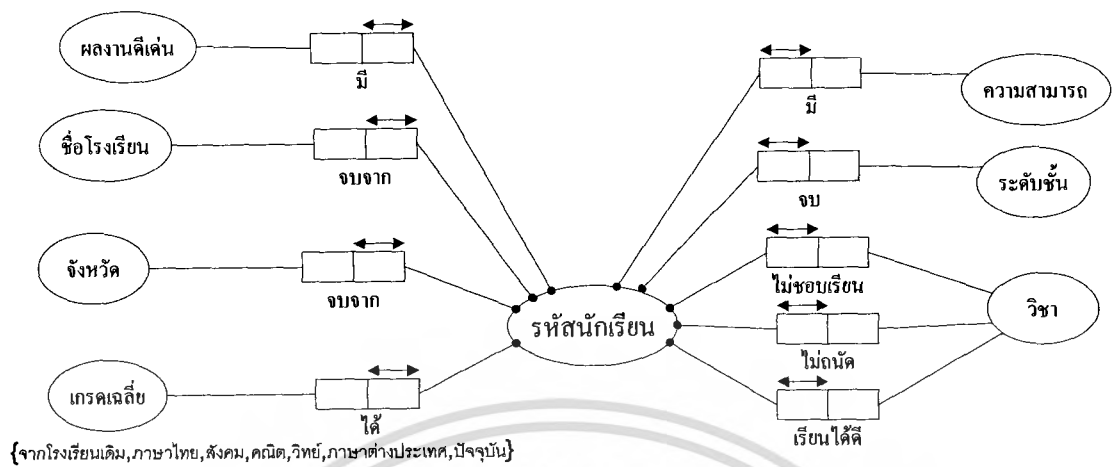 ผลงานดีเด่น
มี
ชื่อโรงเรียน
จบจาก
จังหวัด
จบจาก
เกรดเฉลี่ย
ได้
{จากโรงเรียนเดิม,ภาษาไทย,สังคม,คณิต,วิทย์,ภาษาต่างประเทศ,ปัจจุบัน}
รหัสนักเรียน
มี
ความสามารถ
จบ
ระดับชั้น
ไม่ชอบเรียน
ไม่ถนัด
เรียนได้ดี
วิชา